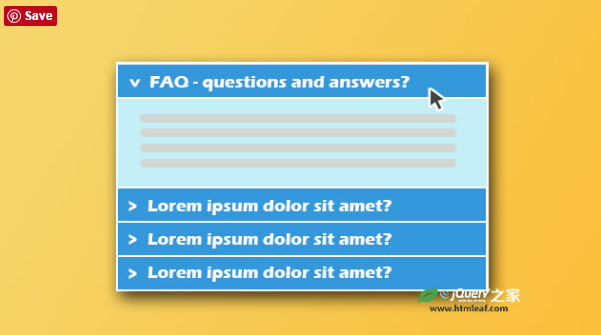 Save
FAQ - questions and answers?
> Lorem ipsum dolor sit amet?
> Lorem ipsum dolor sit amet?
> Lorem ipsum dolor sit amet?
jQuery之家
www.htmleaf.com